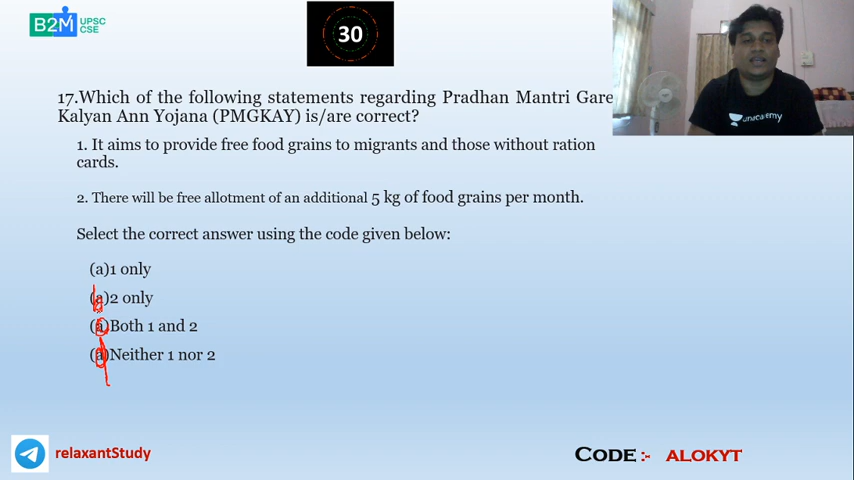 B2M UPSC CSE
30
17.Which of the following statements regarding Pradhan Mantri Gare
Kalyan Ann Yojana (PMGKAY) is/are correct?
unacademy
1. It aims to provide free food grains to migrants and those without ration
cards.
2. There will be free allotment of an additional 5 kg of food grains per month.
Select the correct answer using the code given below:
(a)1 only
(b)2 only
(c)Both 1 and 2
(d)Neither 1 nor 2
relaxantStudy
CODE :- ALOKYT